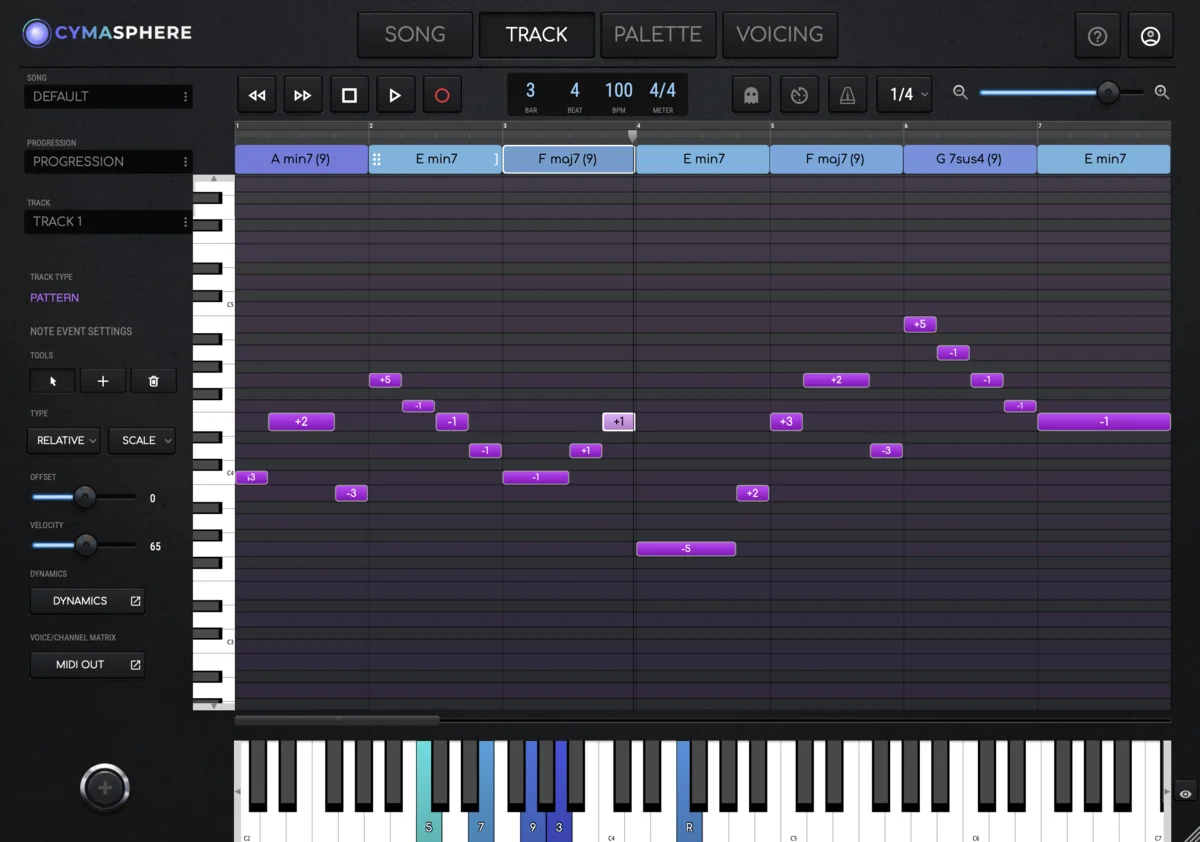 CYMASPHERE
SONG TRACK PALETTE VOICING
SONG
DEFAULT
3 4 100 4/4
BAR BEAT BPM METER
1/4
PROGRESSION
PROGRESSION
1 2 3 4 5 6 7
A min7 (9) E min7 F maj7 (9) E min7 F maj7 (9) G 7sus4 (9) E min7
TRACK
TRACK 1
TRACK TYPE
PATTERN
NOTE EVENT SETTINGS
TOOLS
TYPE
RELATIVE SCALE
OFFSET
0
VELOCITY
65
DYNAMICS
DYNAMICS
VOICE/CHANNEL MATRIX
MIDI OUT
C5
+5
-1
+5 +2 -1
-1 -1
+2 -1 +1 +3 -1
-1 +1 -3
C4
♭3 -1
-3 +2
-5
C3
5 7 9 3 R
C2 C4 C5 C6 C7